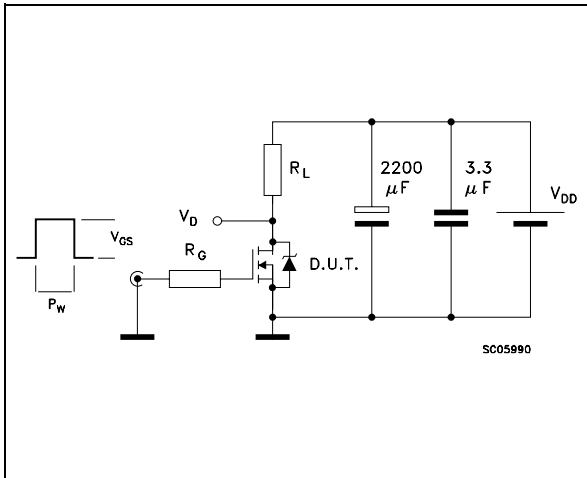 R_L
2200
μF
3.3
μF
V_DD
V_D
V_GS
R_G
D.U.T.
P_W
SC05990